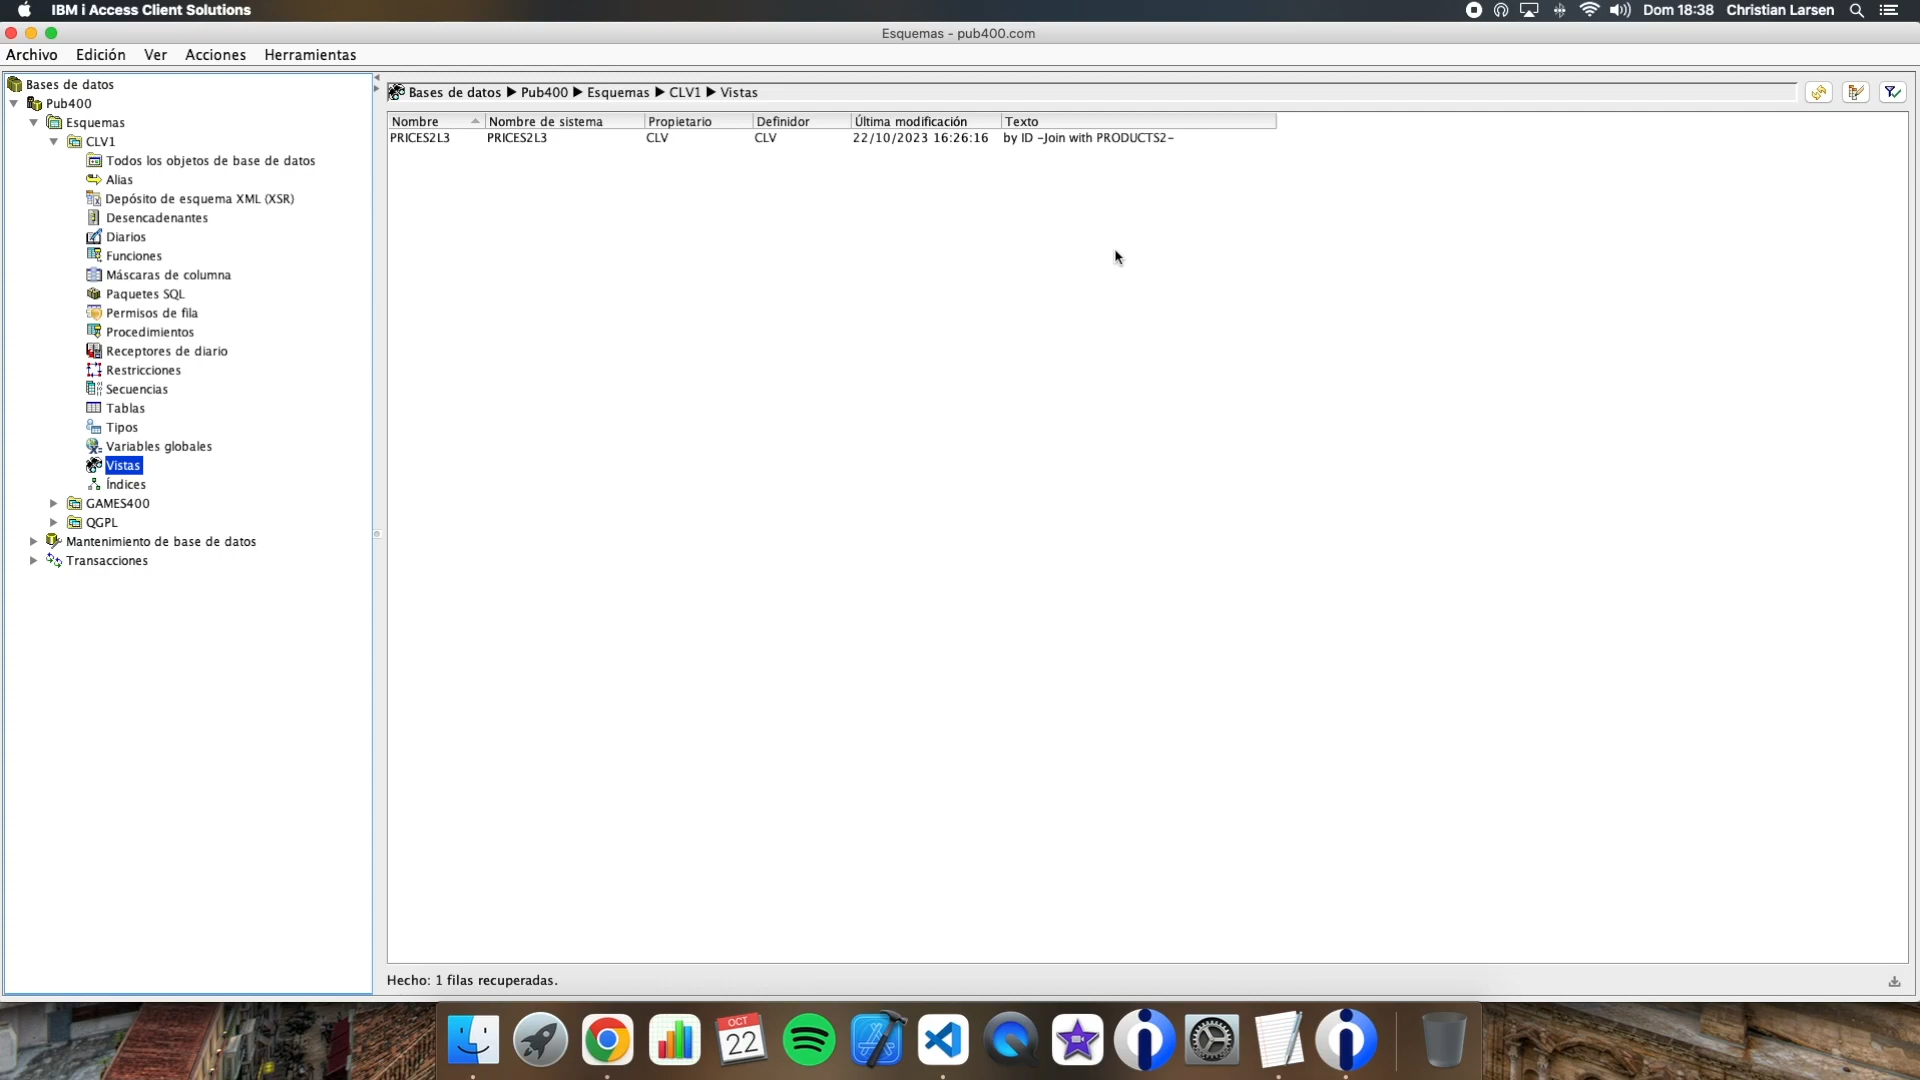 IBM i Access Client Solutions
Dom 18:38 Christian Larsen
Esquemas - pub400.com
Archivo Edición Ver Acciones Herramientas
Bases de datos
Pub400
Esquemas
CLV1
Todos los objetos de base de datos
Alias
Depósito de esquema XML (XSR)
Desencadenantes
Diarios
Funciones
Máscaras de columna
Paquetes SQL
Permisos de fila
Procedimientos
Receptores de diario
Restricciones
Secuencias
Tablas
Tipos
Variables globales
Vistas
Índices
GAMES400
QGPL
Mantenimiento de base de datos
Transacciones
Bases de datos ▶ Pub400 ▶ Esquemas ▶ CLV1 ▶ Vistas
Nombre Nombre de sistema Propietario Definidor Última modificación Texto
PRICES2L3 PRICES2L3 CLV CLV 22/10/2023 16:26:16 by ID -Join with PRODUCTS2-
Hecho: 1 filas recuperadas.
OCT
22